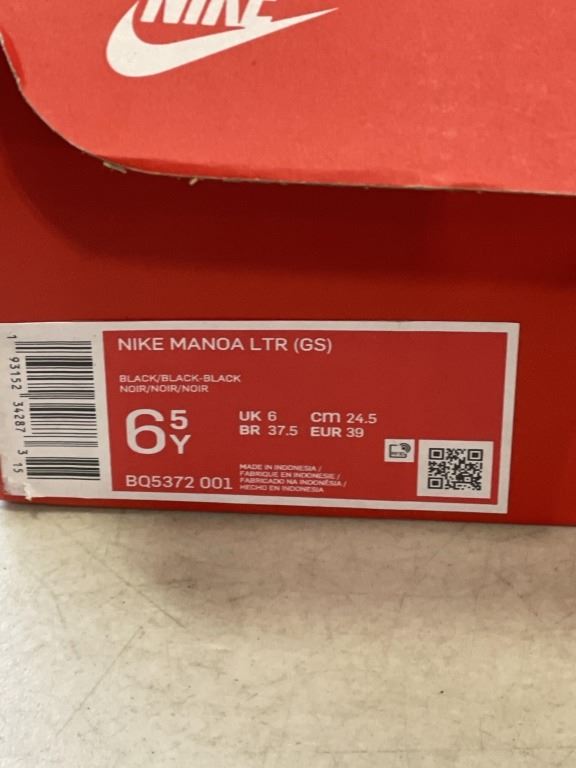 NIKE
1 93152 34287 3 15
NIKE MANOA LTR (GS)
BLACK/BLACK-BLACK
NOIR/NOIR/NOIR
6 5 Y
UK 6 cm 24.5
BR 37.5 EUR 39
BQ5372 001
MADE IN INDONESIA /
FABRIQUE EN INDONESIE /
FABRICADO NA INDONÉSIA /
HECHO EN INDONESIA